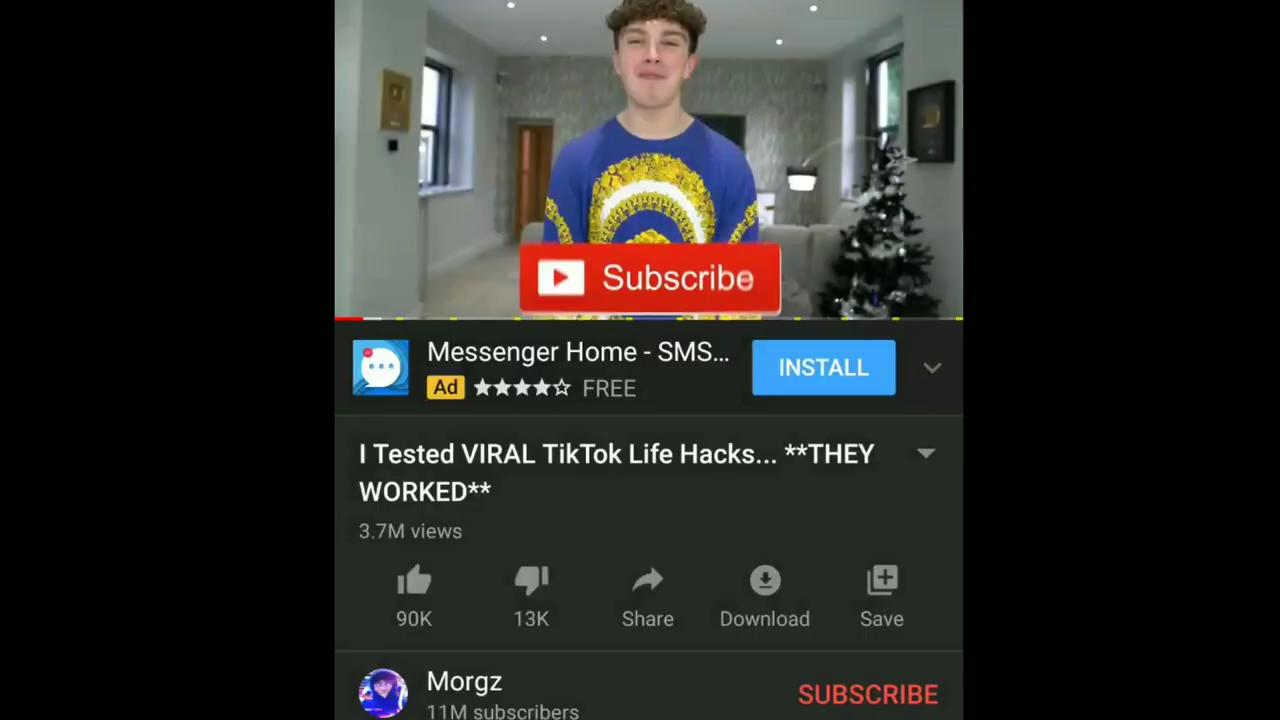 Subscribe
Messenger Home - SMS...
INSTALL
Ad
FREE
I Tested VIRAL TikTok Life Hacks... **THEY
WORKED**
3.7M views
90K
13K
Share
Download
Save
Morgz
SUBSCRIBE
11M subscribers